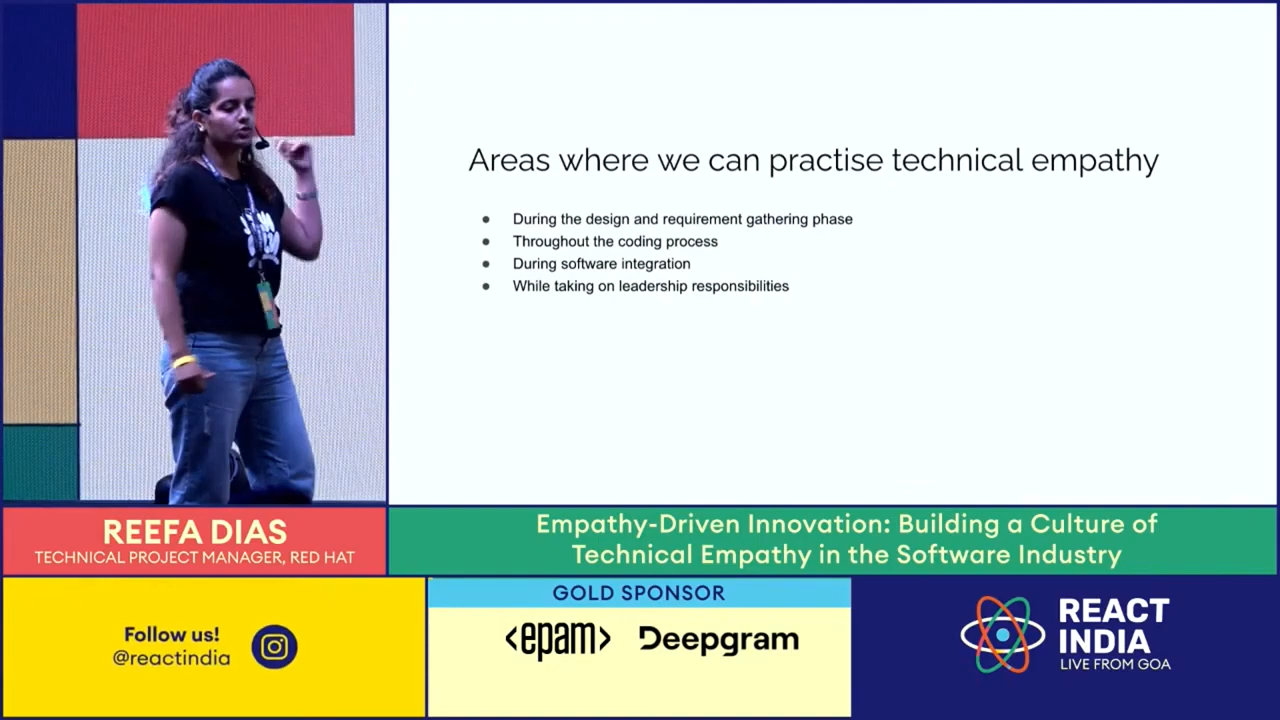 Areas where we can practise technical empathy
During the design and requirement gathering phase
Throughout the coding process
During software integration
While taking on leadership responsibilities
REEFA DIAS
TECHNICAL PROJECT MANAGER, RED HAT
Empathy-Driven Innovation: Building a Culture of
Technical Empathy in the Software Industry
Follow us!
@reactindia
GOLD SPONSOR
<epam>
Deepgram
REACT
INDIA
LIVE FROM GOA